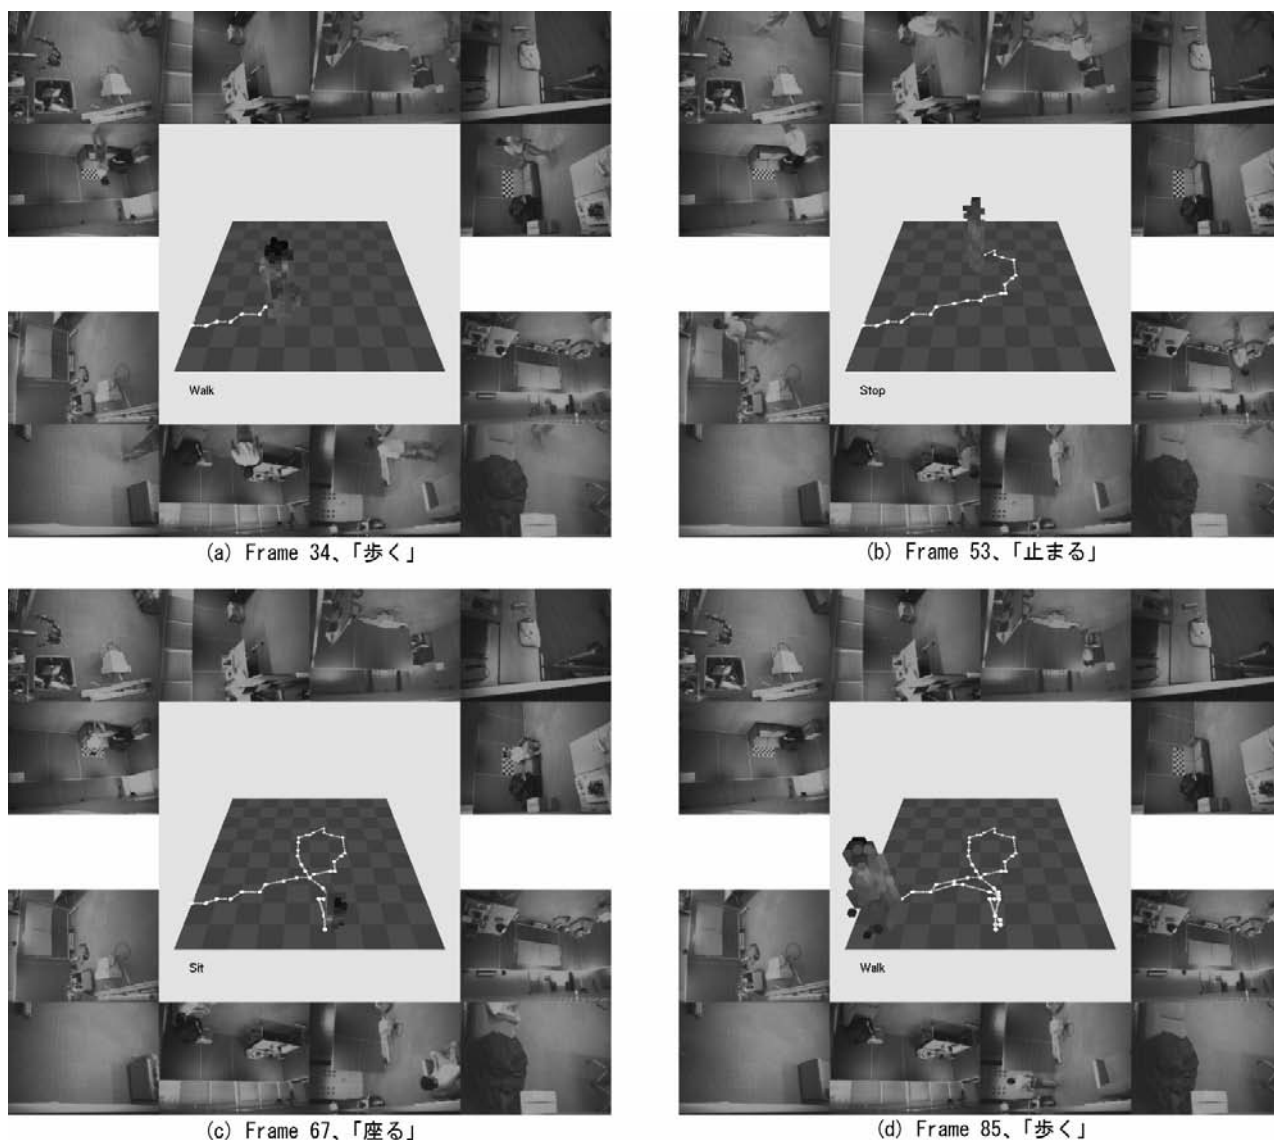 Walk
Stop
(a) Frame 34、「歩く」
(b) Frame 53、「止まる」
Sit
Walk
(c) Frame 67、「座る」
(d) Frame 85、「歩く」